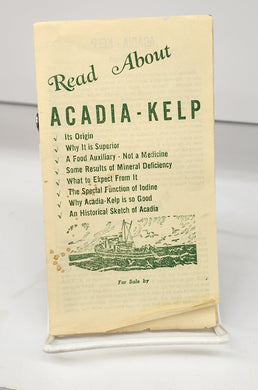 Read About
ACADIA - KELP
Its Origin
Why It is Superior
A Food Auxiliary - Not a Medicine
Some Results of Mineral Deficiency
What to Expect From It
The Special Function of Iodine
Why Acadia-Kelp is so Good
An Historical Sketch of Acadia
For Sale by